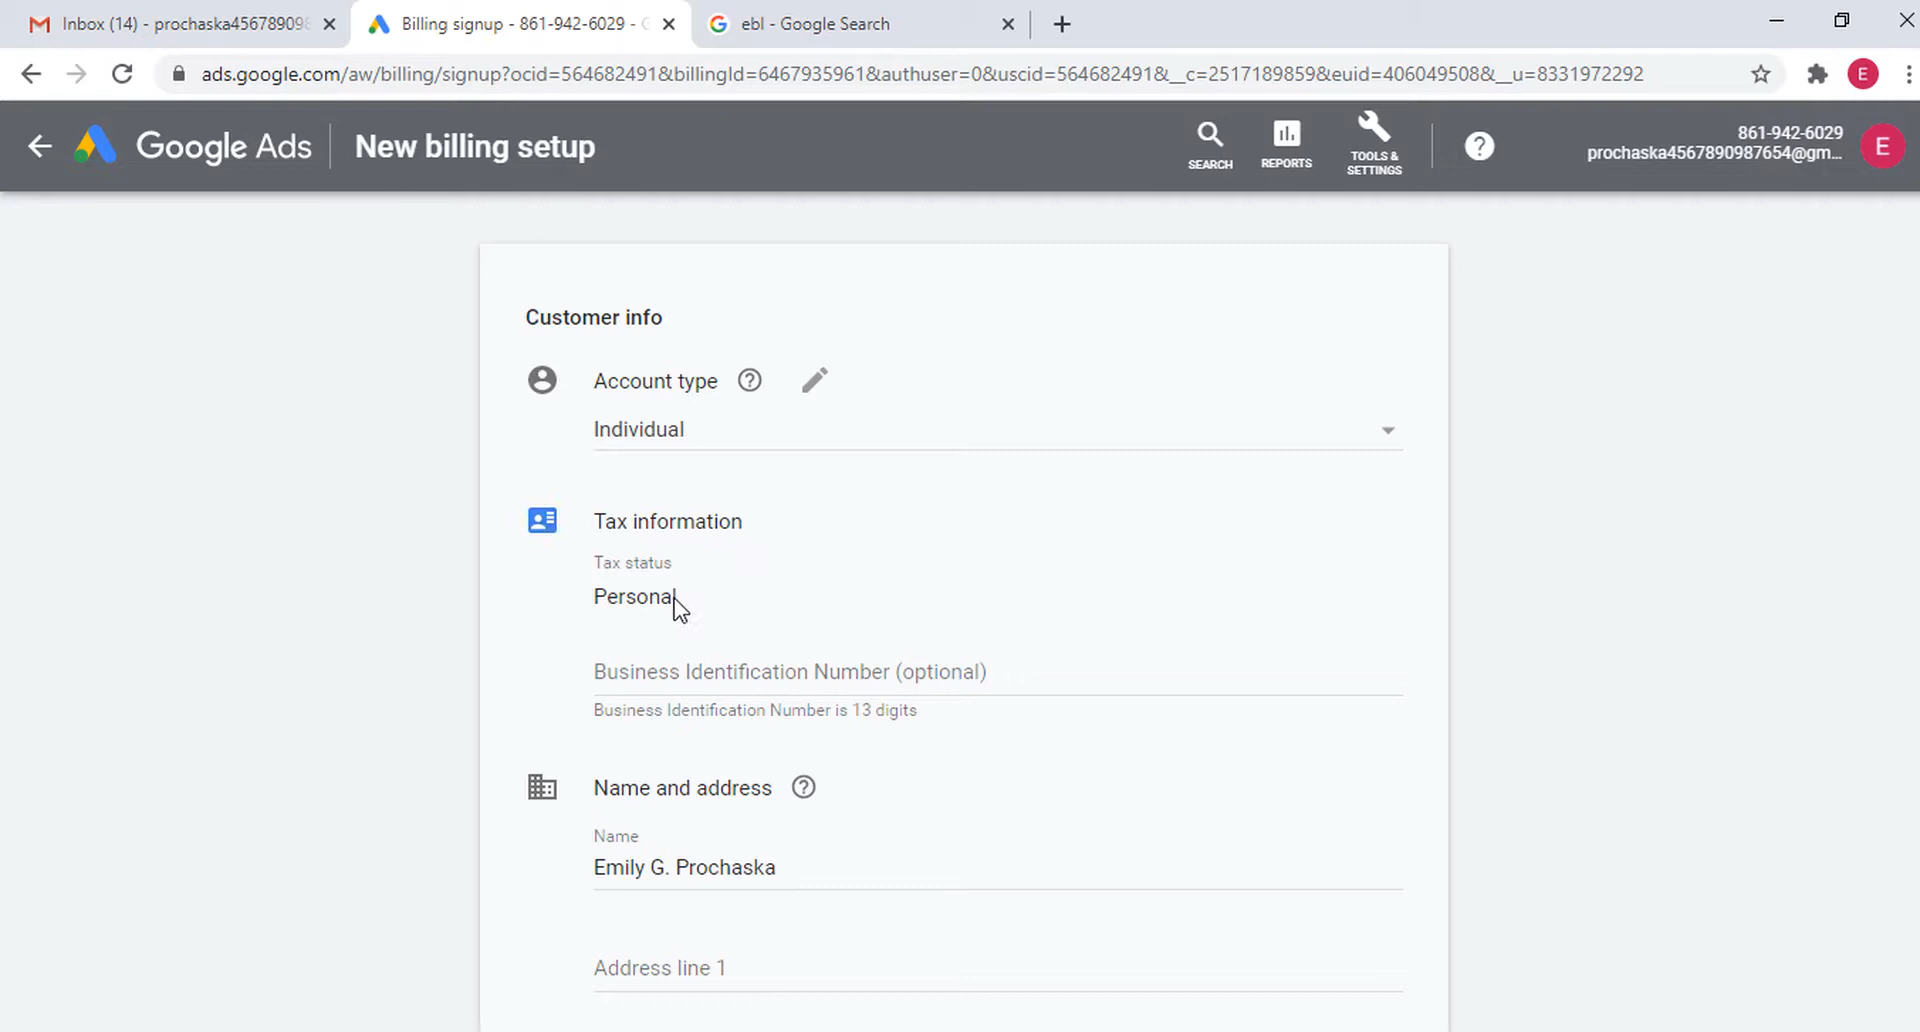 Inbox (14) - prochaska4567890989
Billing signup - 861-942-6029 - G
ebl - Google Search
ads.google.com/aw/billing/signup?ocid=564682491&billingId=6467935961&authuser=0&uscid=564682491&__c=2517189859&euid=406049508&__u=8331972292
E
Google Ads
New billing setup
SEARCH
REPORTS
TOOLS &
SETTINGS
861-942-6029
prochaska4567890987654@gm...
E
Customer info
Account type
Individual
Tax information
Tax status
Personal
Business Identification Number (optional)
Business Identification Number is 13 digits
Name and address
Name
Emily G. Prochaska
Address line 1